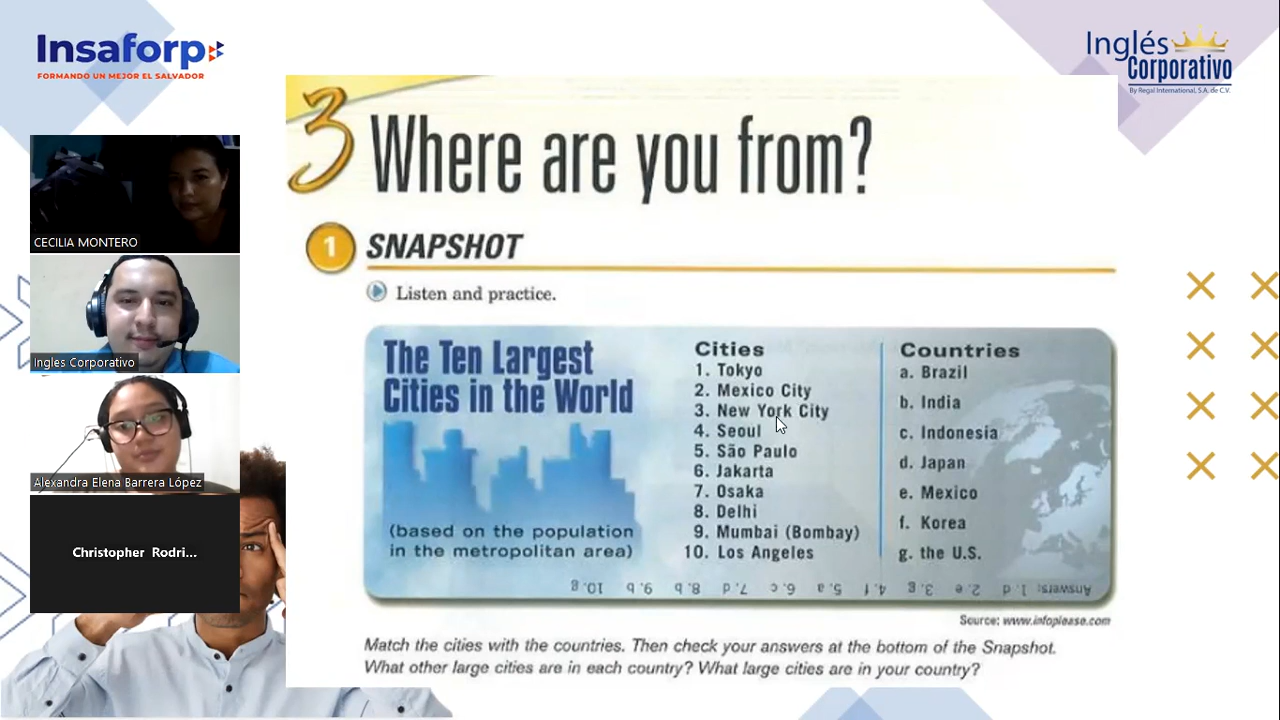 Insaforp
FORMANDO UN MEJOR EL SALVADOR
Inglés
Corporativo
By Regal International, S.A. de C.V.
CECILIA MONTERO
Ingles Corporativo
Alexandra Elena Barrera López
Christopher Rodri...
3 Where are you from?
1 SNAPSHOT
Listen and practice.
The Ten Largest
Cities in the World
(based on the population
in the metropolitan area)
Cities
1. Tokyo
2. Mexico City
3. New York City
4. Seoul
5. São Paulo
6. Jakarta
7. Osaka
8. Delhi
9. Mumbai (Bombay)
10. Los Angeles
Countries
a. Brazil
b. India
c. Indonesia
d. Japan
e. Mexico
f. Korea
g. the U.S.
Answers: 1. d 2. e 3. g 4. f 5. a 6. c 7. d 8. b 9. b 10. g
Source: www.infoplease.com
Match the cities with the countries. Then check your answers at the bottom of the Snapshot.
What other large cities are in each country? What large cities are in your country?